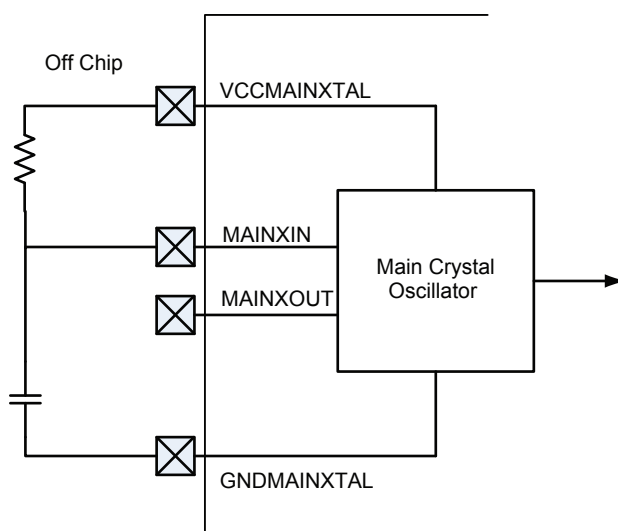 Off Chip
VCCMAINXTAL
MAINXIN
MAINXOUT
Main Crystal
Oscillator
GNDMAINXTAL